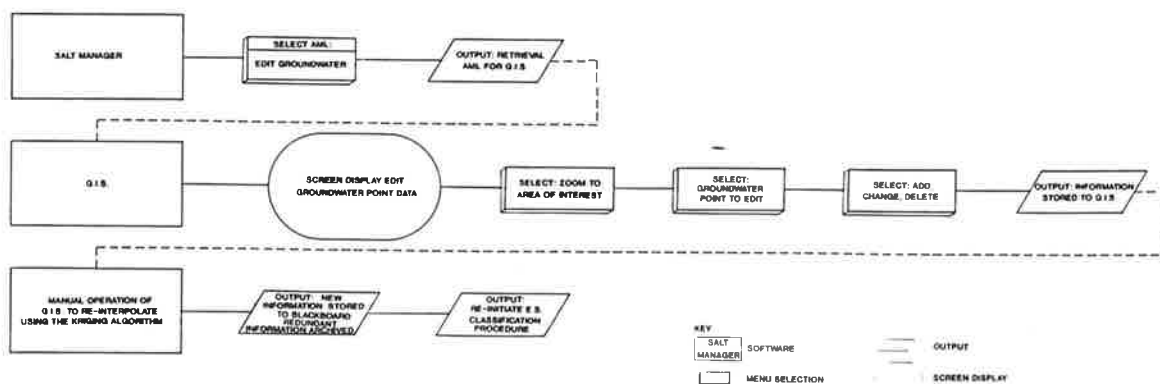 SALT MANAGER
SELECT AML:
EDIT GROUNDWATER
OUTPUT: RETRIEVAL
AML FOR G.I.S.
G.I.S.
SCREEN DISPLAY EDIT
GROUNDWATER POINT DATA
SELECT: ZOOM TO
AREA OF INTEREST
SELECT:
GROUNDWATER
POINT TO EDIT
SELECT: ADD
CHANGE, DELETE
OUTPUT: INFORMATION
STORED TO G.I.S
MANUAL OPERATION OF
G.I.S. TO RE-INTERPOLATE
USING THE KRIGING ALGORITHM
OUTPUT: NEW
INFORMATION STORED
TO BLACKBOARD
REDUNDANT
INFORMATION ARCHIVED
OUTPUT:
RE-INITIATE E.S.
CLASSIFICATION
PROCEDURE
KEY
SALT
MANAGER
SOFTWARE
OUTPUT
MENU SELECTION
SCREEN DISPLAY